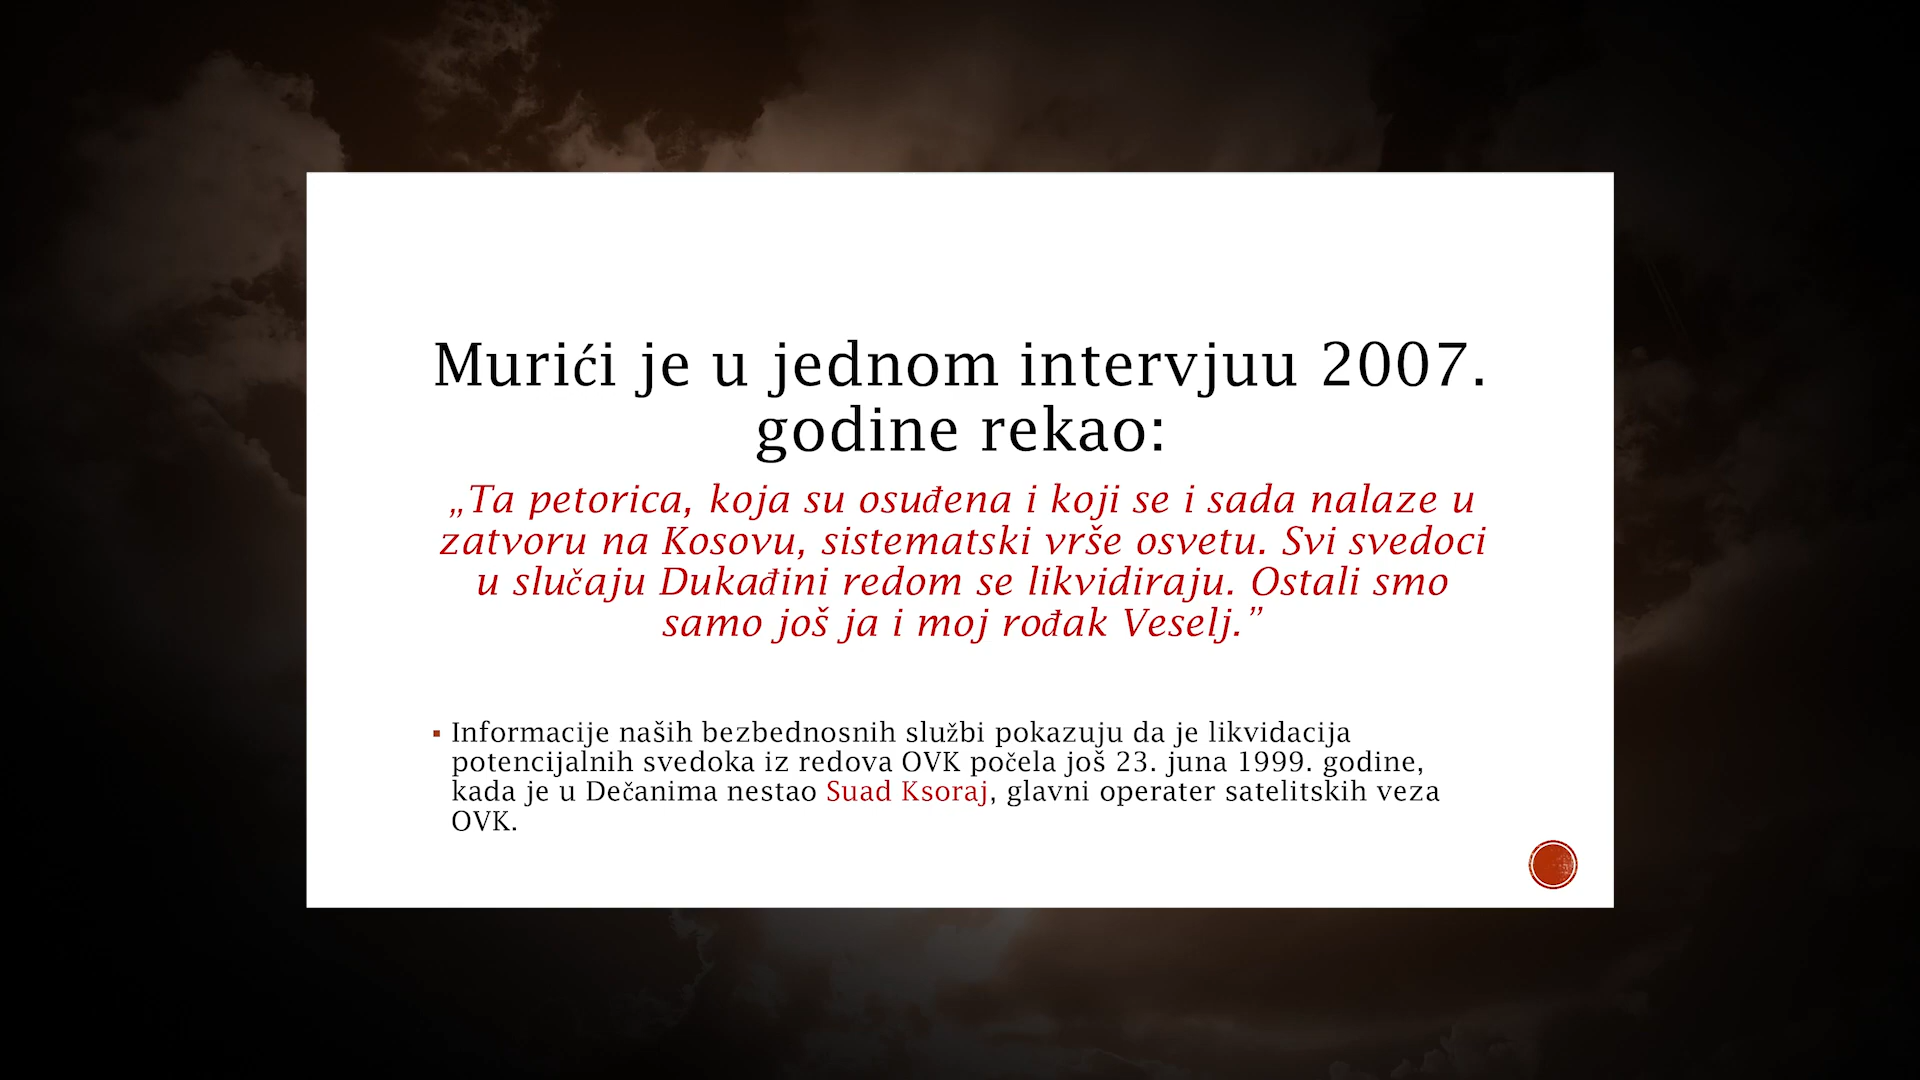 Murići je u jednom intervjuu 2007.
godine rekao:
„Ta petorica, koja su osuđena i koji se i sada nalaze u
zatvoru na Kosovu, sistematski vrše osvetu. Svi svedoci
u slučaju Dukađini redom se likvidiraju. Ostali smo
samo još ja i moj rođak Veselj.”
▪ Informacije naših bezbednosnih službi pokazuju da je likvidacija
potencijalnih svedoka iz redova OVK počela još 23. juna 1999. godine,
kada je u Dečanima nestao Suad Ksoraj, glavni operater satelitskih veza
OVK.